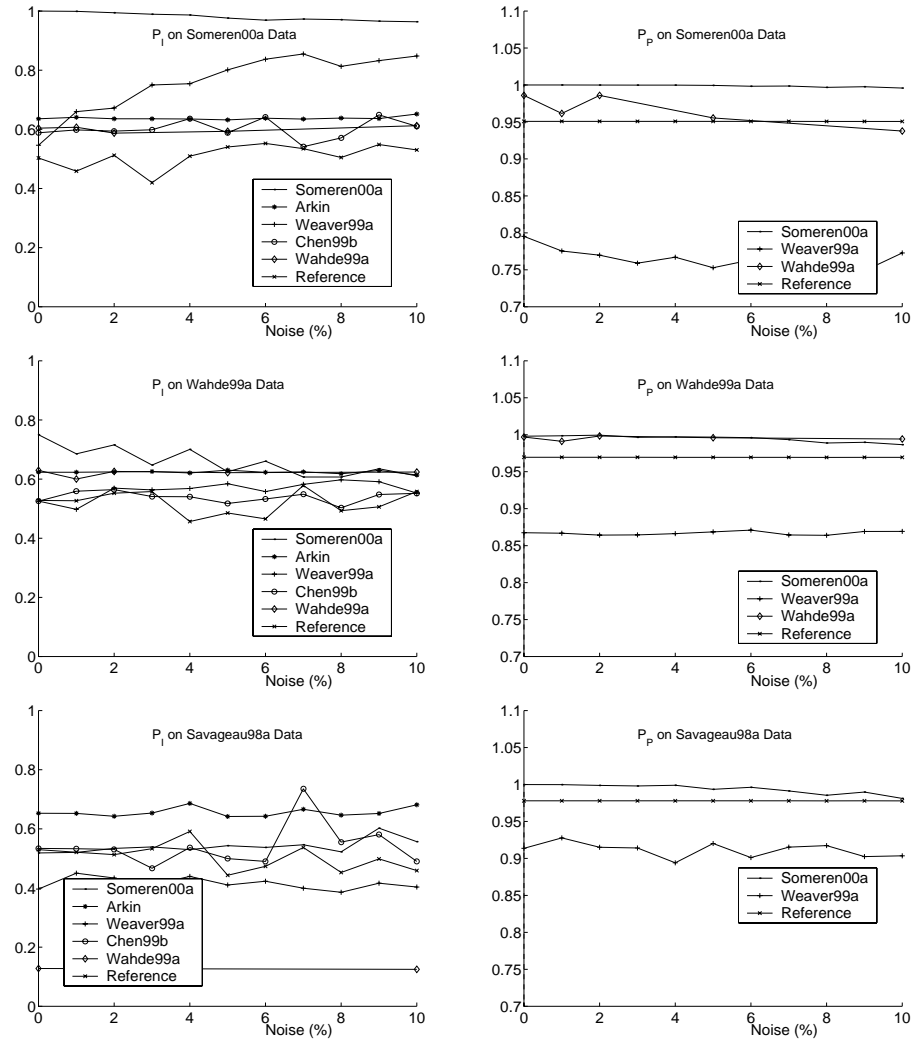 P_I on Someren00a Data
1
0.8
0.6
0.4
0.2
0
0 2 4 6 8 10
Noise (%)
Someren00a
Arkin
Weaver99a
Chen99b
Wahde99a
Reference
P_P on Someren00a Data
1.1
1.05
1
0.95
0.9
0.85
0.8
0.75
0.7
0 2 4 6 8 10
Noise (%)
Someren00a
Weaver99a
Wahde99a
Reference
P_I on Wahde99a Data
1
0.8
0.6
0.4
0.2
0
0 2 4 6 8 10
Noise (%)
Someren00a
Arkin
Weaver99a
Chen99b
Wahde99a
Reference
P_P on Wahde99a Data
1.1
1.05
1
0.95
0.9
0.85
0.8
0.75
0.7
0 2 4 6 8 10
Noise (%)
Someren00a
Weaver99a
Wahde99a
Reference
P_I on Savageau98a Data
1
0.8
0.6
0.4
0.2
0
0 2 4 6 8 10
Noise (%)
Someren00a
Arkin
Weaver99a
Chen99b
Wahde99a
Reference
P_P on Savageau98a Data
1.1
1.05
1
0.95
0.9
0.85
0.8
0.75
0.7
0 2 4 6 8 10
Noise (%)
Someren00a
Weaver99a
Reference